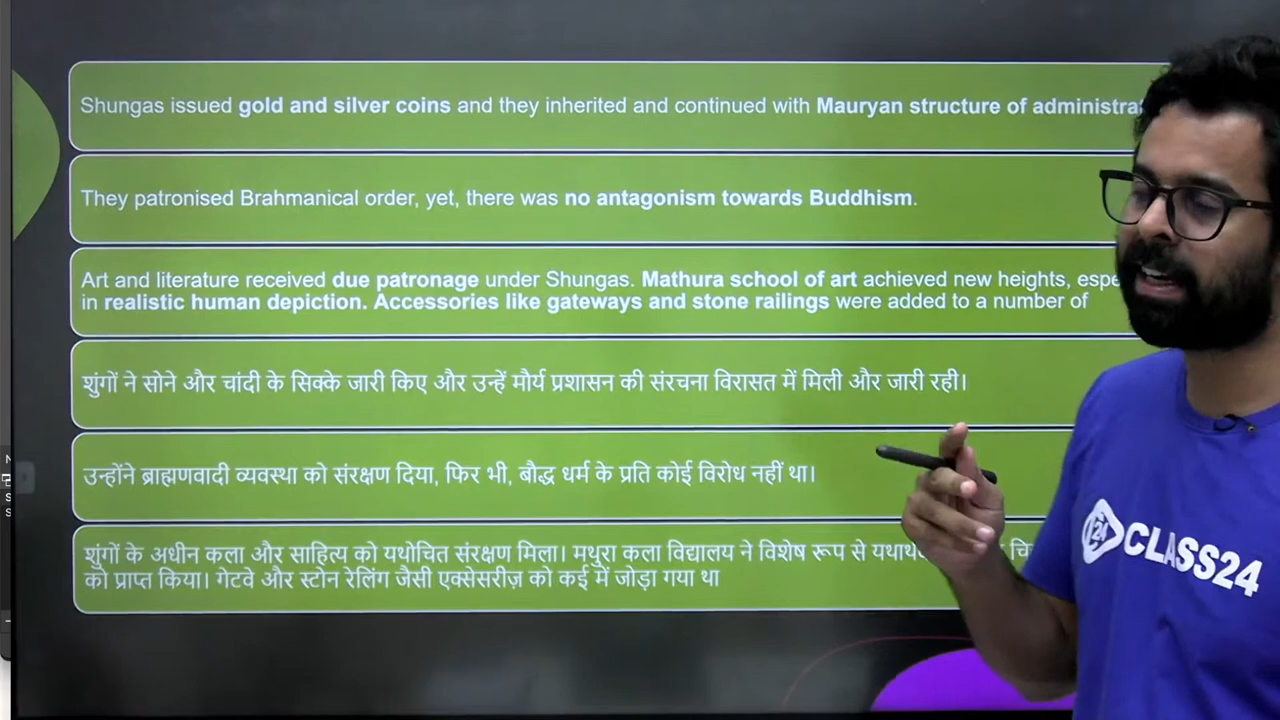 Shungas issued gold and silver coins and they inherited and continued with Mauryan structure of
They patronised Brahmanical order, yet, there was no antagonism towards Buddhism.
Art and literature received due patronage under Shungas. Mathura school of art achieved new heights,
in realistic human depiction. Accessories like gateways and stone railings were added to a number of
शुंगों ने सोने और चांदी के सिक्के जारी किए और उन्हें मौर्य प्रशासन की संरचना विरासत में मिली और जारी रही।
उन्होंने ब्राह्मणवादी व्यवस्था को संरक्षण दिया, फिर भी, बौद्ध धर्म के प्रति कोई विरोध नहीं था।
शुंगों के अधीन कला और साहित्य को यथोचित संरक्षण मिला। मथुरा कला विद्यालय ने विशेष रूप से
को प्राप्त किया। गेटवे और स्टोन रेलिंग जैसी एक्सेसरीज़ को कई में जोड़ा गया था
24 CLASS24